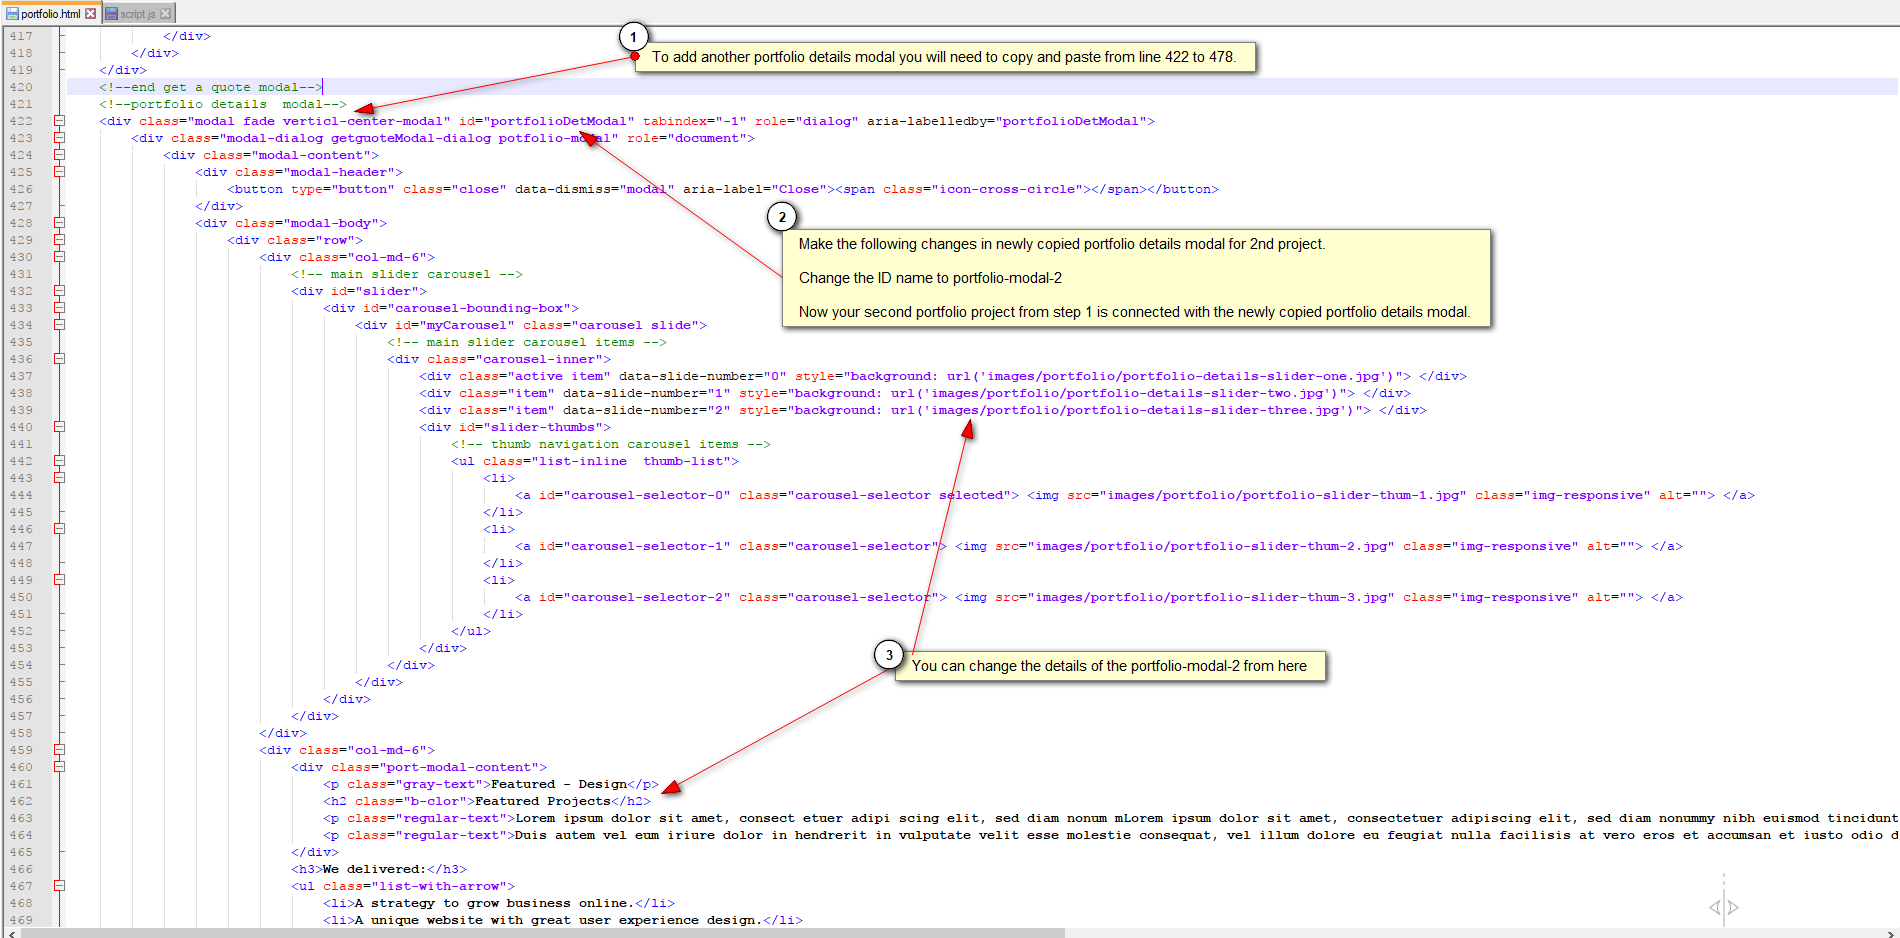 portfolio.html script.js
417 </div>
418 </div>
419 </div>
420 <!--end get a quote modal-->
421 <!--portfolio details  modal-->
422 <div class="modal fade verticl-center-modal" id="portfolioDetModal" tabindex="-1" role="dialog" aria-labelledby="portfolioDetModal">
423 <div class="modal-dialog getguoteModal-dialog potfolio-modal" role="document">
424 <div class="modal-content">
425 <div class="modal-header">
426 <button type="button" class="close" data-dismiss="modal" aria-label="Close"><span class="icon-cross-circle"></span></button>
427 </div>
428 <div class="modal-body">
429 <div class="row">
430 <div class="col-md-6">
431 <!-- main slider carousel -->
432 <div id="slider">
433 <div id="carousel-bounding-box">
434 <div id="myCarousel" class="carousel slide">
435 <!-- main slider carousel items -->
436 <div class="carousel-inner">
437 <div class="active item" data-slide-number="0" style="background: url('images/portfolio/portfolio-details-slider-one.jpg')"> </div>
438 <div class="item" data-slide-number="1" style="background: url('images/portfolio/portfolio-details-slider-two.jpg')"> </div>
439 <div class="item" data-slide-number="2" style="background: url('images/portfolio/portfolio-details-slider-three.jpg')"> </div>
440 <div id="slider-thumbs">
441 <!-- thumb navigation carousel items -->
442 <ul class="list-inline  thumb-list">
443 <li>
444 <a id="carousel-selector-0" class="carousel-selector selected"> <img src="images/portfolio/portfolio-slider-thum-1.jpg" class="img-responsive" alt=""> </a>
445 </li>
446 <li>
447 <a id="carousel-selector-1" class="carousel-selector"> <img src="images/portfolio/portfolio-slider-thum-2.jpg" class="img-responsive" alt=""> </a>
448 </li>
449 <li>
450 <a id="carousel-selector-2" class="carousel-selector"> <img src="images/portfolio/portfolio-slider-thum-3.jpg" class="img-responsive" alt=""> </a>
451 </li>
452 </ul>
453 </div>
454 </div>
455 </div>
456 </div>
457 </div>
458 </div>
459 <div class="col-md-6">
460 <div class="port-modal-content">
461 <p class="gray-text">Featured - Design</p>
462 <h2 class="b-clor">Featured Projects</h2>
463 <p class="regular-text">Lorem ipsum dolor sit amet, consect etuer adipi scing elit, sed diam nonum mLorem ipsum dolor sit amet, consectetuer adipiscing elit, sed diam nonummy nibh euismod tincidunt
464 <p class="regular-text">Duis autem vel eum iriure dolor in hendrerit in vulputate velit esse molestie consequat, vel illum dolore eu feugiat nulla facilisis at vero eros et accumsan et iusto odio d
465 </div>
466 <h3>We delivered:</h3>
467 <ul class="list-with-arrow">
468 <li>A strategy to grow business online.</li>
469 <li>A unique website with great user experience design.</li>
1
To add another portfolio details modal you will need to copy and paste from line 422 to 478.
2
Make the following changes in newly copied portfolio details modal for 2nd project.
Change the ID name to portfolio-modal-2
Now your second portfolio project from step 1 is connected with the newly copied portfolio details modal.
3
You can change the details of the portfolio-modal-2 from here